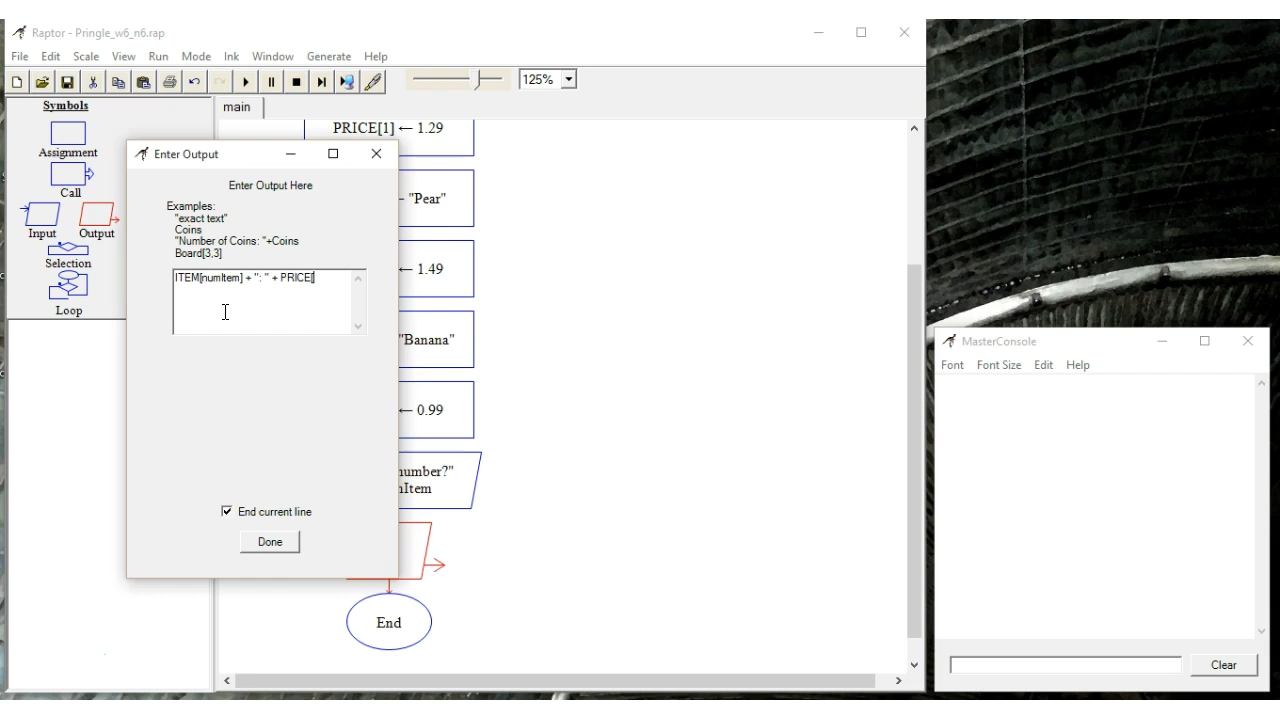 Raptor - Pringle_w6_n6.rap
File Edit Scale View Run Mode Ink Window Generate Help
125%
Symbols
main
Assignment
Call
Input Output
Selection
Loop
PRICE[1] ← 1.29
"Pear"
← 1.49
"Banana"
← 0.99
number?"
End
Enter Output
Enter Output Here
Examples:
"exact text"
Coins
"Number of Coins: "+Coins
Board[3,3]
ITEM[numItem] + ": " + PRICE[
End current line
Done
MasterConsole
Font Font Size Edit Help
Clear